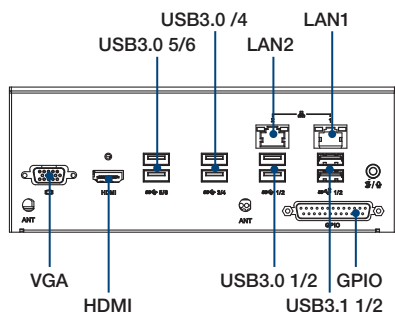 USB3.0 /4 LAN1
USB3.0 5/6 LAN2
HDMI 5/6 3/4 1/2 1/2
ANT ANT GPIO
VGA USB3.0 1/2 GPIO
HDMI USB3.1 1/2